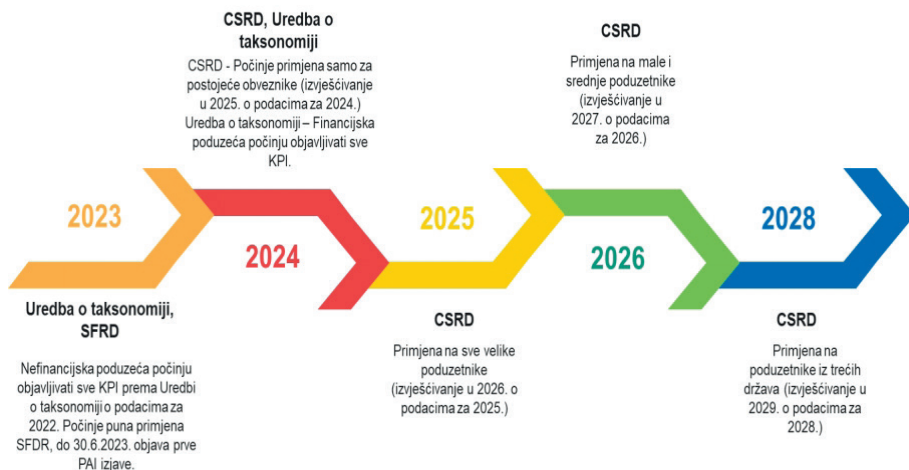 2023
Uredba o taksonomiji,
SFRD
Nefinancijska poduzeća počinju
objavljivati sve KPI prema Uredbi
o taksonomiji o podacima za
2022. Počinje puna primjena
SFDR, do 30.6.2023. objava prve
PAI izjave.
CSRD, Uredba o
taksonomiji
CSRD - Počinje primjena samo za
postojeće obveznike (izvješćivanje
u 2025. o podacima za 2024.)
Uredba o taksonomiji – Financijska
poduzeća počinju objavljivati sve
KPI.
2024
2025
CSRD
Primjena na sve velike
poduzetnike
(izvješćivanje u 2026. o
podacima za 2025.)
CSRD
Primjena na male i
srednje poduzetnike
(izvješćivanje u
2027. o podacima
za 2026.)
2026
2028
CSRD
Primjena na
poduzetnike iz trećih
država (izvješćivanje u
2029. o podacima za
2028.)